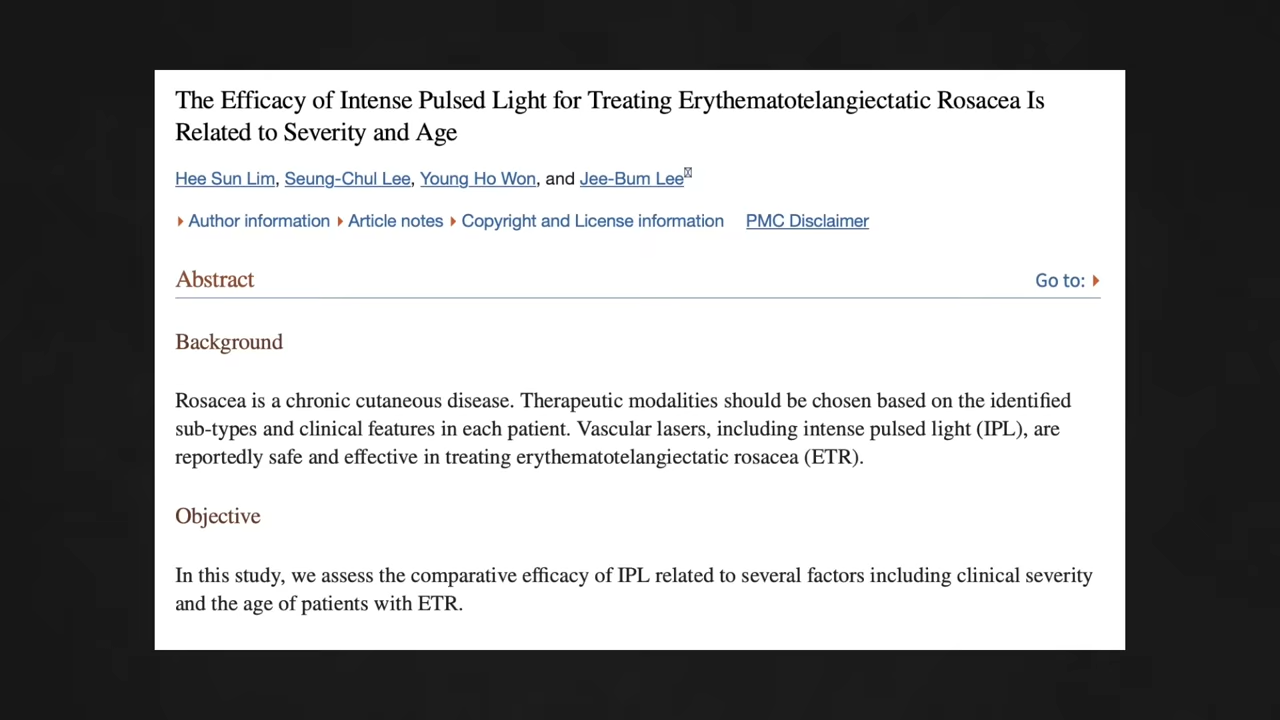 The Efficacy of Intense Pulsed Light for Treating Erythematotelangiectatic Rosacea Is
Related to Severity and Age
Hee Sun Lim, Seung-Chul Lee, Young Ho Won, and Jee-Bum Lee
Author information Article notes Copyright and License information PMC Disclaimer
Abstract Go to:
Background
Rosacea is a chronic cutaneous disease. Therapeutic modalities should be chosen based on the identified
sub-types and clinical features in each patient. Vascular lasers, including intense pulsed light (IPL), are
reportedly safe and effective in treating erythematotelangiectatic rosacea (ETR).
Objective
In this study, we assess the comparative efficacy of IPL related to several factors including clinical severity
and the age of patients with ETR.